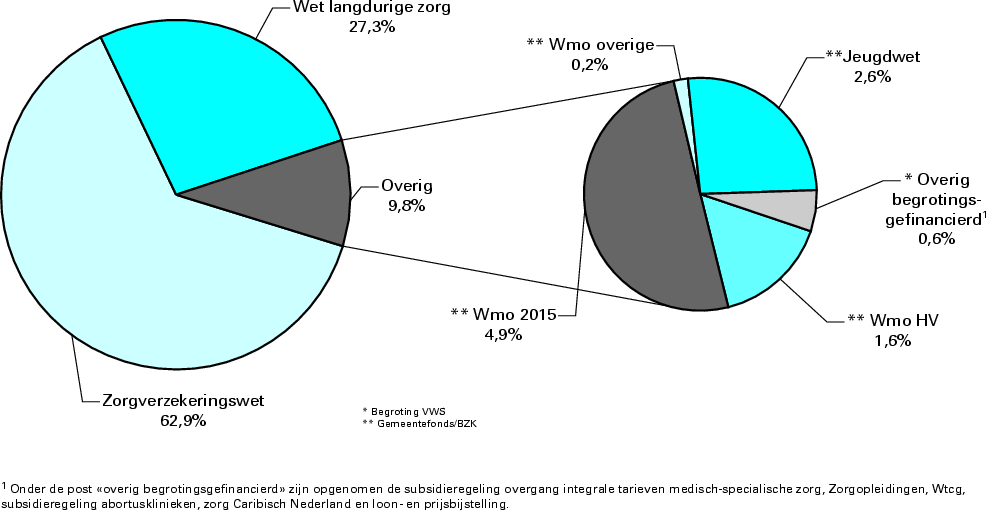 Wet langdurige zorg
27,3%
** Wmo overige
0,2%
**Jeugdwet
2,6%
Overig
9,8%
* Overig
begrotings-
gefinancierd¹
0,6%
** Wmo 2015
4,9%
** Wmo HV
1,6%
Zorgverzekeringswet
62,9%
* Begroting VWS
** Gemeentefonds/BZK
¹ Onder de post «overig begrotingsgefinancierd» zijn opgenomen de subsidieregeling overgang integrale tarieven medisch-specialische zorg, Zorgopleidingen, Wtcg,
subsidieregeling abortusklinieken, zorg Caribisch Nederland en loon- en prijsbijstelling.